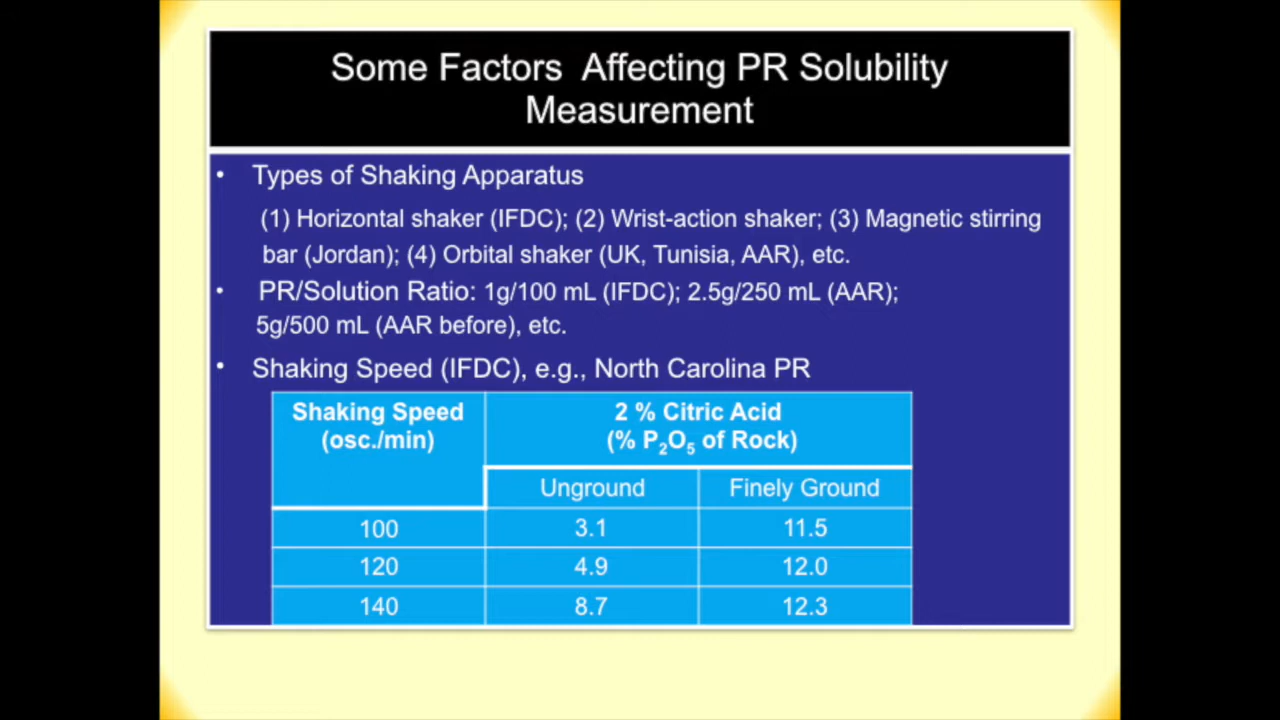 Some Factors Affecting PR Solubility
Measurement
• Types of Shaking Apparatus
(1) Horizontal shaker (IFDC); (2) Wrist-action shaker; (3) Magnetic stirring
bar (Jordan); (4) Orbital shaker (UK, Tunisia, AAR), etc.
• PR/Solution Ratio: 1g/100 mL (IFDC); 2.5g/250 mL (AAR);
5g/500 mL (AAR before), etc.
• Shaking Speed (IFDC), e.g., North Carolina PR
Shaking Speed 2 % Citric Acid
(osc./min) (% P₂O₅ of Rock)
Unground Finely Ground
100 3.1 11.5
120 4.9 12.0
140 8.7 12.3